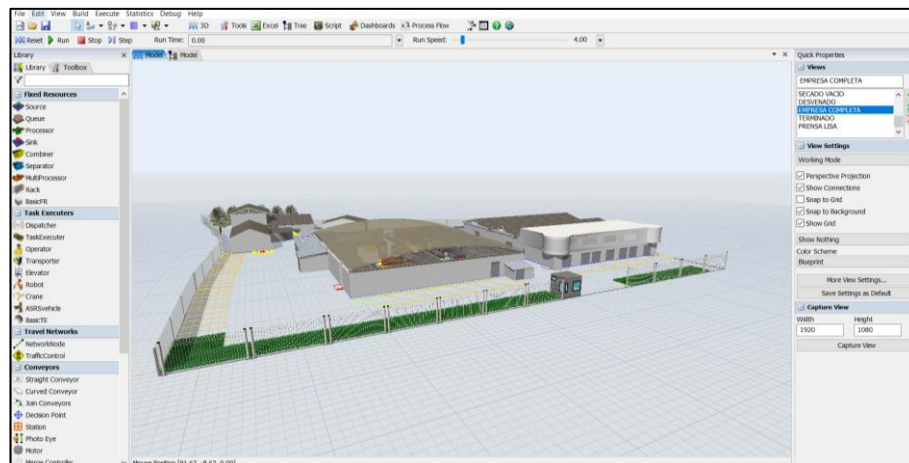 File Edit View Build Execute Statistics Debug Help
3D Tools Excel Tree Script Dashboards Process Flow
Reset Run Stop Step Run Time: 0.00 Run Speed: 4.00
Library
Library Toolbox
Fixed Resources
Source
Queue
Processor
Sink
Combiner
Separator
MultiProcessor
Rack
BasicFR
Task Executers
Dispatcher
TaskExecuter
Operator
Transporter
Elevator
Robot
Crane
ASRSvehicle
BasicTE
Travel Networks
NetworkNode
TrafficControl
Conveyors
Straight Conveyor
Curved Conveyor
Join Conveyors
Decision Point
Station
Photo Eye
Motor
Merge Controller
Model Model
Quick Properties
Views
EMPRESA COMPLETA
SECADO VACIO
DESVENADO
EMPRESA COMPLETA
TERMINADO
PRENSA LISA
View Settings
Working Mode
Perspective Projection
Show Connections
Snap to Grid
Snap to Background
Show Grid
Show Nothing
Color Scheme
Blueprint
More View Settings...
Save Settings as Default
Capture View
Width Height
1920 1080
Capture View